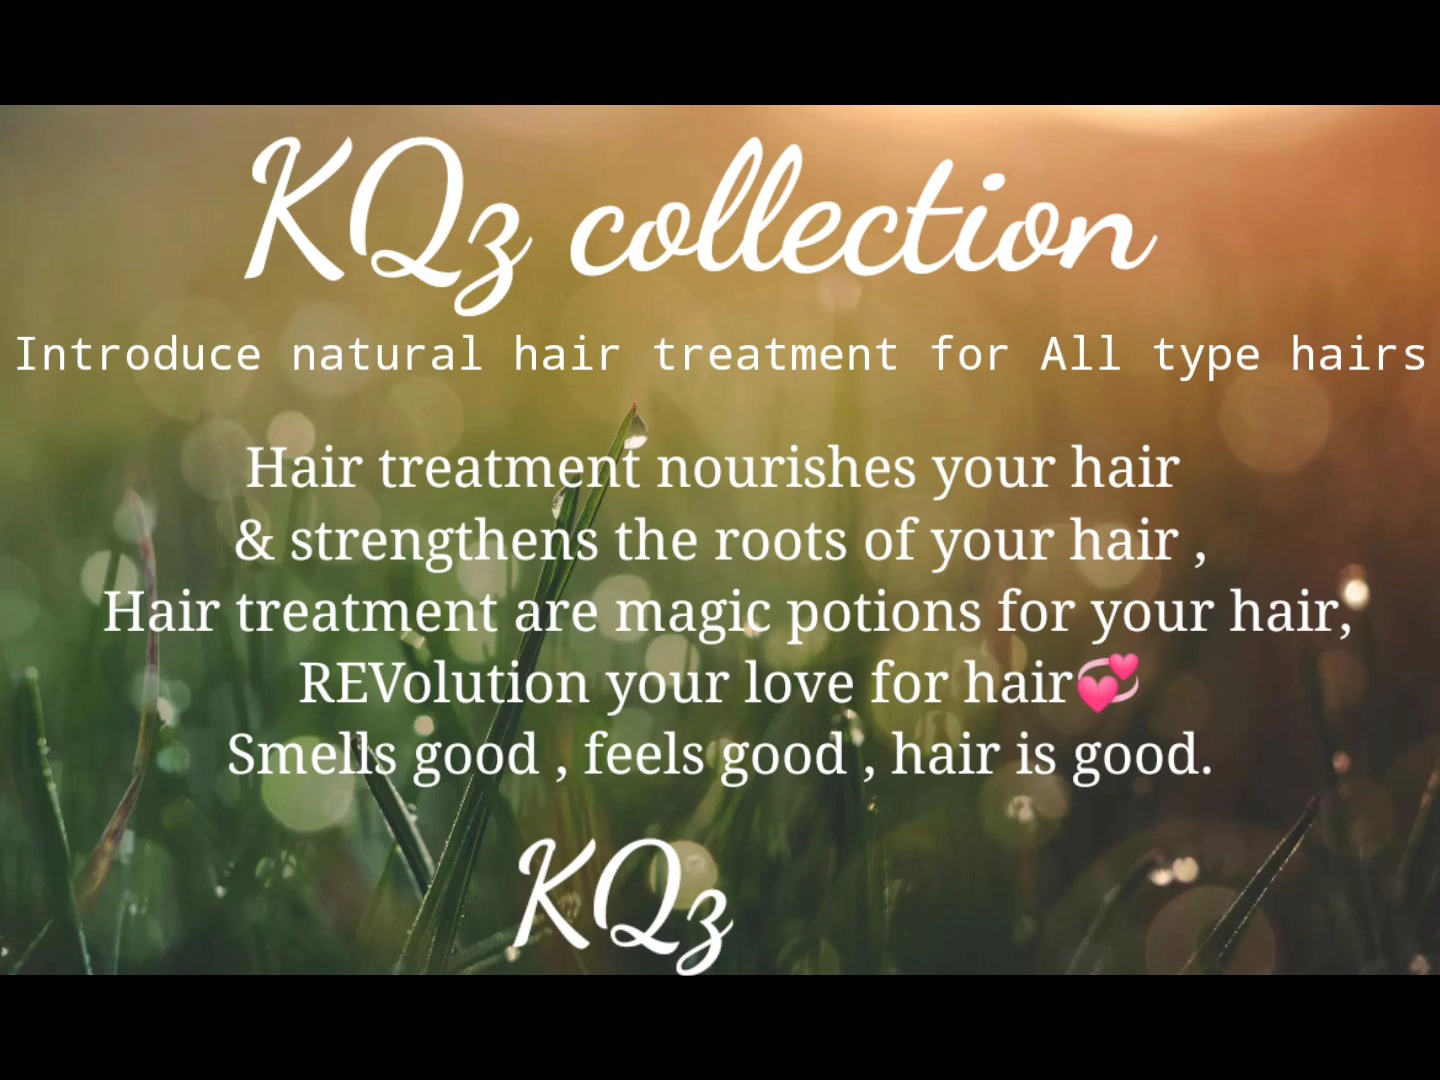 KQz collection
Introduce natural hair treatment for All type hairs
Hair treatment nourishes your hair
& strengthens the roots of your hair ,
Hair treatment are magic potions for your hair,
REVolution your love for hair💞
Smells good , feels good , hair is good.
KQz